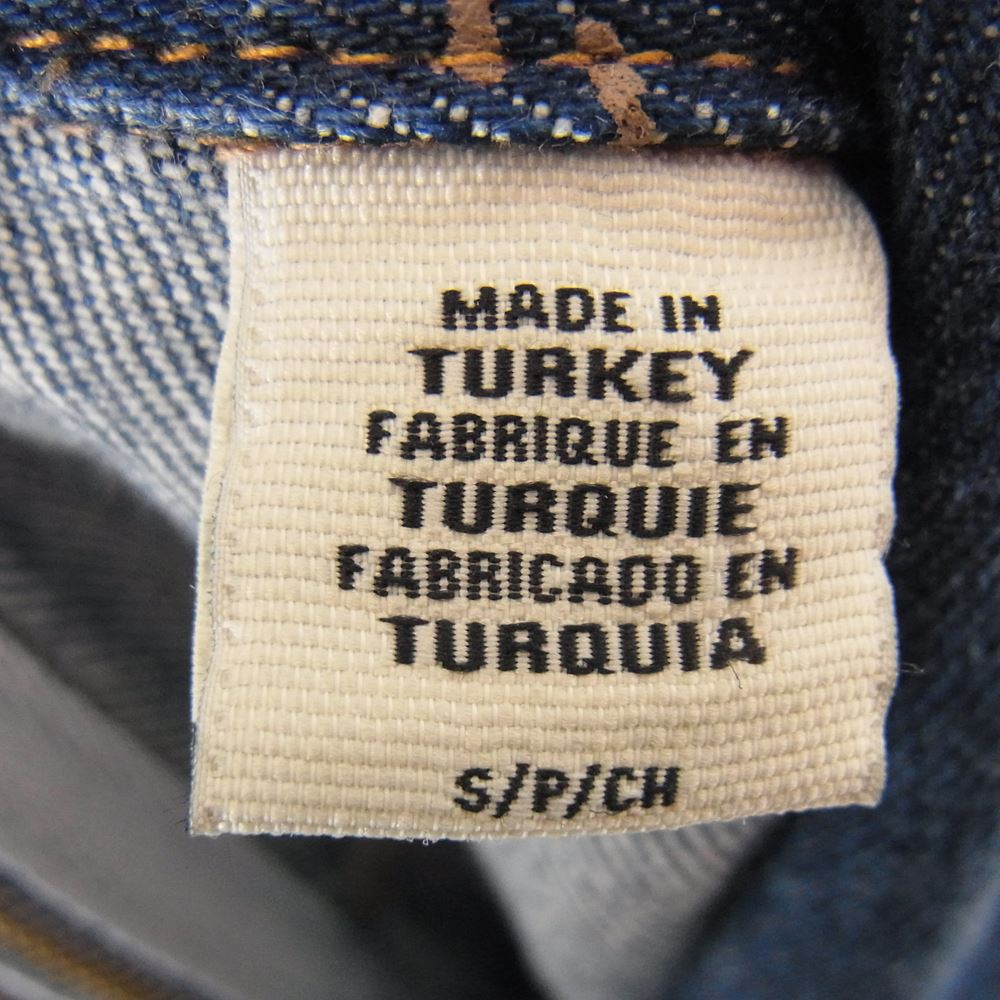 MADE IN
TURKEY
FABRIQUE EN
TURQUIE
FABRICADO EN
TURQUIA
S/P/CH